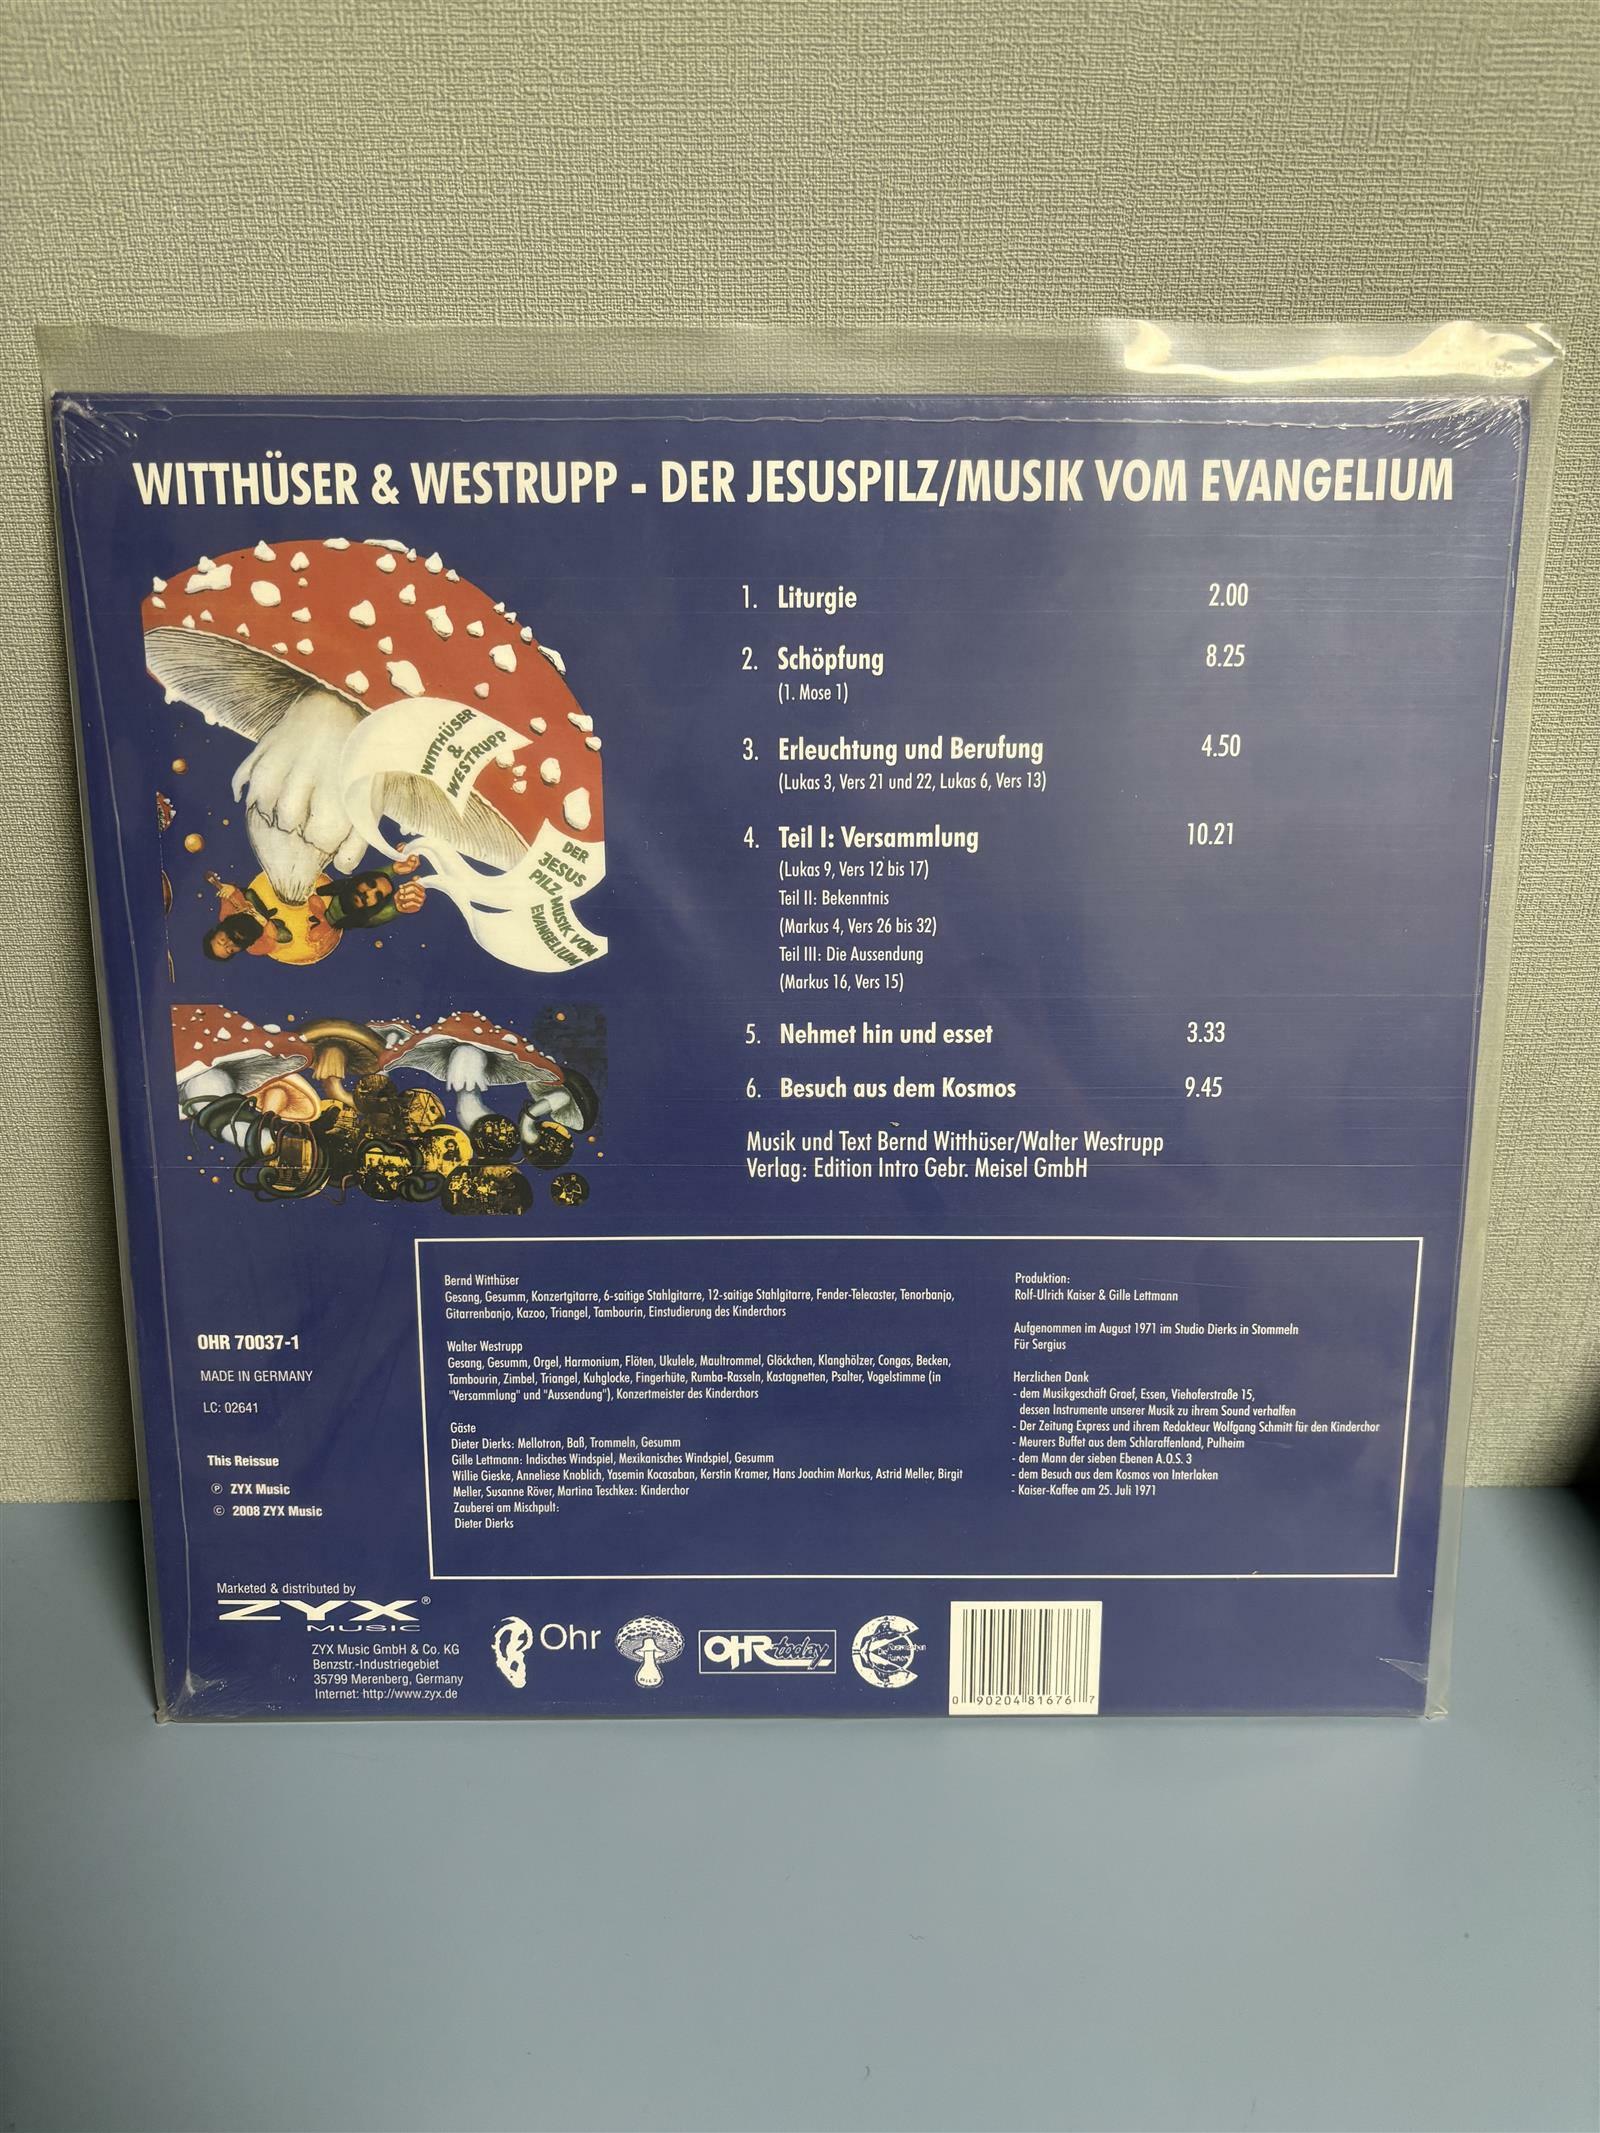 WITTHÜSER & WESTRUPP - DER JESUSPILZ/MUSIK VOM EVANGELIUM
WITTHÜSER
&
WESTRUPP
DER
JESUS
PILZ/MUSIK VOM
EVANGELIUM
1. Liturgie 2.00
2. Schöpfung 8.25
(1. Mose 1)
3. Erleuchtung und Berufung 4.50
(Lukas 3, Vers 21 und 22, Lukas 6, Vers 13)
4. Teil I: Versammlung 10.21
(Lukas 9, Vers 12 bis 17)
Teil II: Bekenntnis
(Markus 4, Vers 26 bis 32)
Teil III: Die Aussendung
(Markus 16, Vers 15)
5. Nehmet hin und esset 3.33
6. Besuch aus dem Kosmos 9.45
Musik und Text Bernd Witthüser/Walter Westrupp
Verlag: Edition Intro Gebr. Meisel GmbH
Bernd Witthüser
Gesang, Gesumm, Konzertgitarre, 6-saitige Stahlgitarre, 12-saitige Stahlgitarre, Fender-Telecaster, Tenorbanjo,
Gitarrenbanjo, Kazoo, Triangel, Tambourin, Einstudierung des Kinderchors
Walter Westrupp
Gesang, Gesumm, Orgel, Harmonium, Flöten, Ukulele, Maultrommel, Glöckchen, Klanghölzer, Congas, Becken,
Tambourin, Zimbel, Triangel, Kuhglocke, Fingerhüte, Rumba-Rasseln, Kastagnetten, Psalter, Vogelstimme (in
"Versammlung" und "Aussendung"), Konzertmeister des Kinderchors
Gäste
Dieter Dierks: Mellotron, Baß, Trommeln, Gesumm
Gille Lettmann: Indisches Windspiel, Mexikanisches Windspiel, Gesumm
Willie Gieske, Anneliese Knoblich, Yasemin Kocasaban, Kerstin Kramer, Hans Joachim Markus, Astrid Meller, Birgit
Meller, Susanne Röver, Martina Teschkex: Kinderchor
Zauberei am Mischpult:
Dieter Dierks
Produktion:
Rolf-Ulrich Kaiser & Gille Lettmann
Aufgenommen im August 1971 im Studio Dierks in Stommeln
Für Sergius
Herzlichen Dank
- dem Musikgeschäft Graef, Essen, Viehoferstraße 15,
dessen Instrumente unserer Musik zu ihrem Sound verhalfen
- Der Zeitung Express und ihrem Redakteur Wolfgang Schmitt für den Kinderchor
- Meurers Buffet aus dem Schlaraffenland, Pulheim
- dem Mann der sieben Ebenen A.O.S. 3
- dem Besuch aus dem Kosmos von Interlaken
- Kaiser-Kaffee am 25. Juli 1971
OHR 70037-1
MADE IN GERMANY
LC: 02641
This Reissue
℗ ZYX Music
© 2008 ZYX Music
Marketed & distributed by
ZYX®
MUSIC
ZYX Music GmbH & Co. KG
Benzstr.-Industriegebiet
35799 Merenberg, Germany
Internet: http://www.zyx.de
Ohr
PILZ
OHR today
0 90204 81676 7